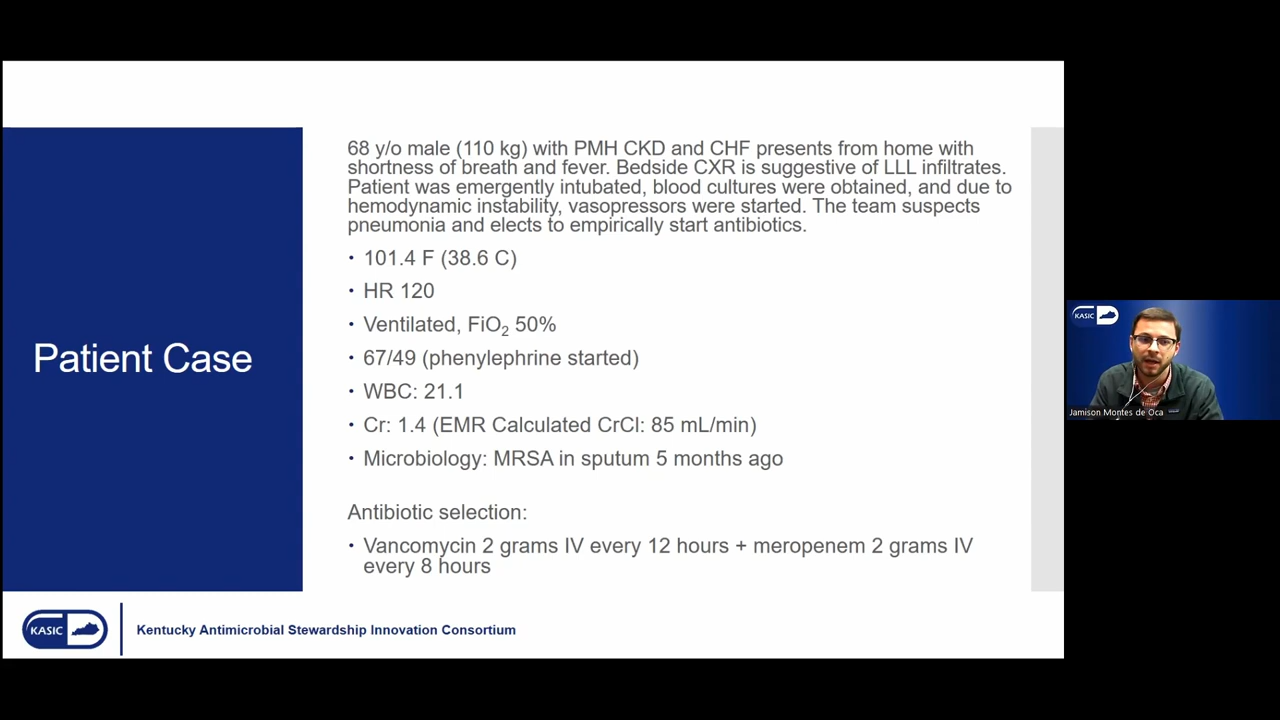 68 y/o male (110 kg) with PMH CKD and CHF presents from home with
shortness of breath and fever. Bedside CXR is suggestive of LLL infiltrates.
Patient was emergently intubated, blood cultures were obtained, and due to
hemodynamic instability, vasopressors were started. The team suspects
pneumonia and elects to empirically start antibiotics.
• 101.4 F (38.6 C)
• HR 120
• Ventilated, FiO₂ 50%
• 67/49 (phenylephrine started)
• WBC: 21.1
• Cr: 1.4 (EMR Calculated CrCl: 85 mL/min)
• Microbiology: MRSA in sputum 5 months ago
Antibiotic selection:
• Vancomycin 2 grams IV every 12 hours + meropenem 2 grams IV
every 8 hours
Patient Case
KASIC
Kentucky Antimicrobial Stewardship Innovation Consortium
KASIC
Jamison Montes de Oca